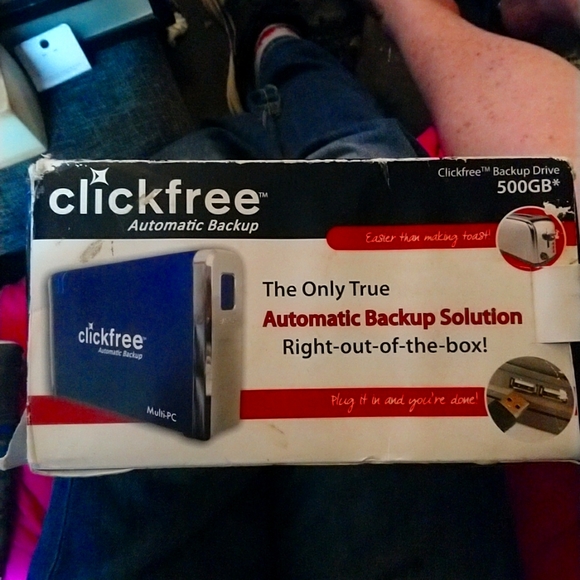 clickfree™
Automatic Backup
Clickfree™ Backup Drive
500GB*
Easier than making toast!
The Only True
Automatic Backup Solution
Right-out-of-the-box!
clickfree™
Automatic Backup
Multi-PC
Plug it in and you're done!